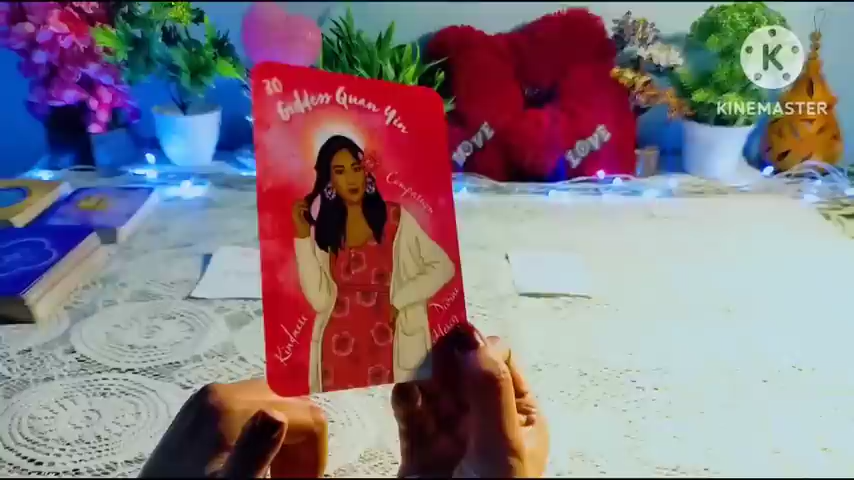 30
Goddess Quan Yin
Compassion
Kindness
Divine
Mercy
LOVE
LOVE
K
KINEMASTER